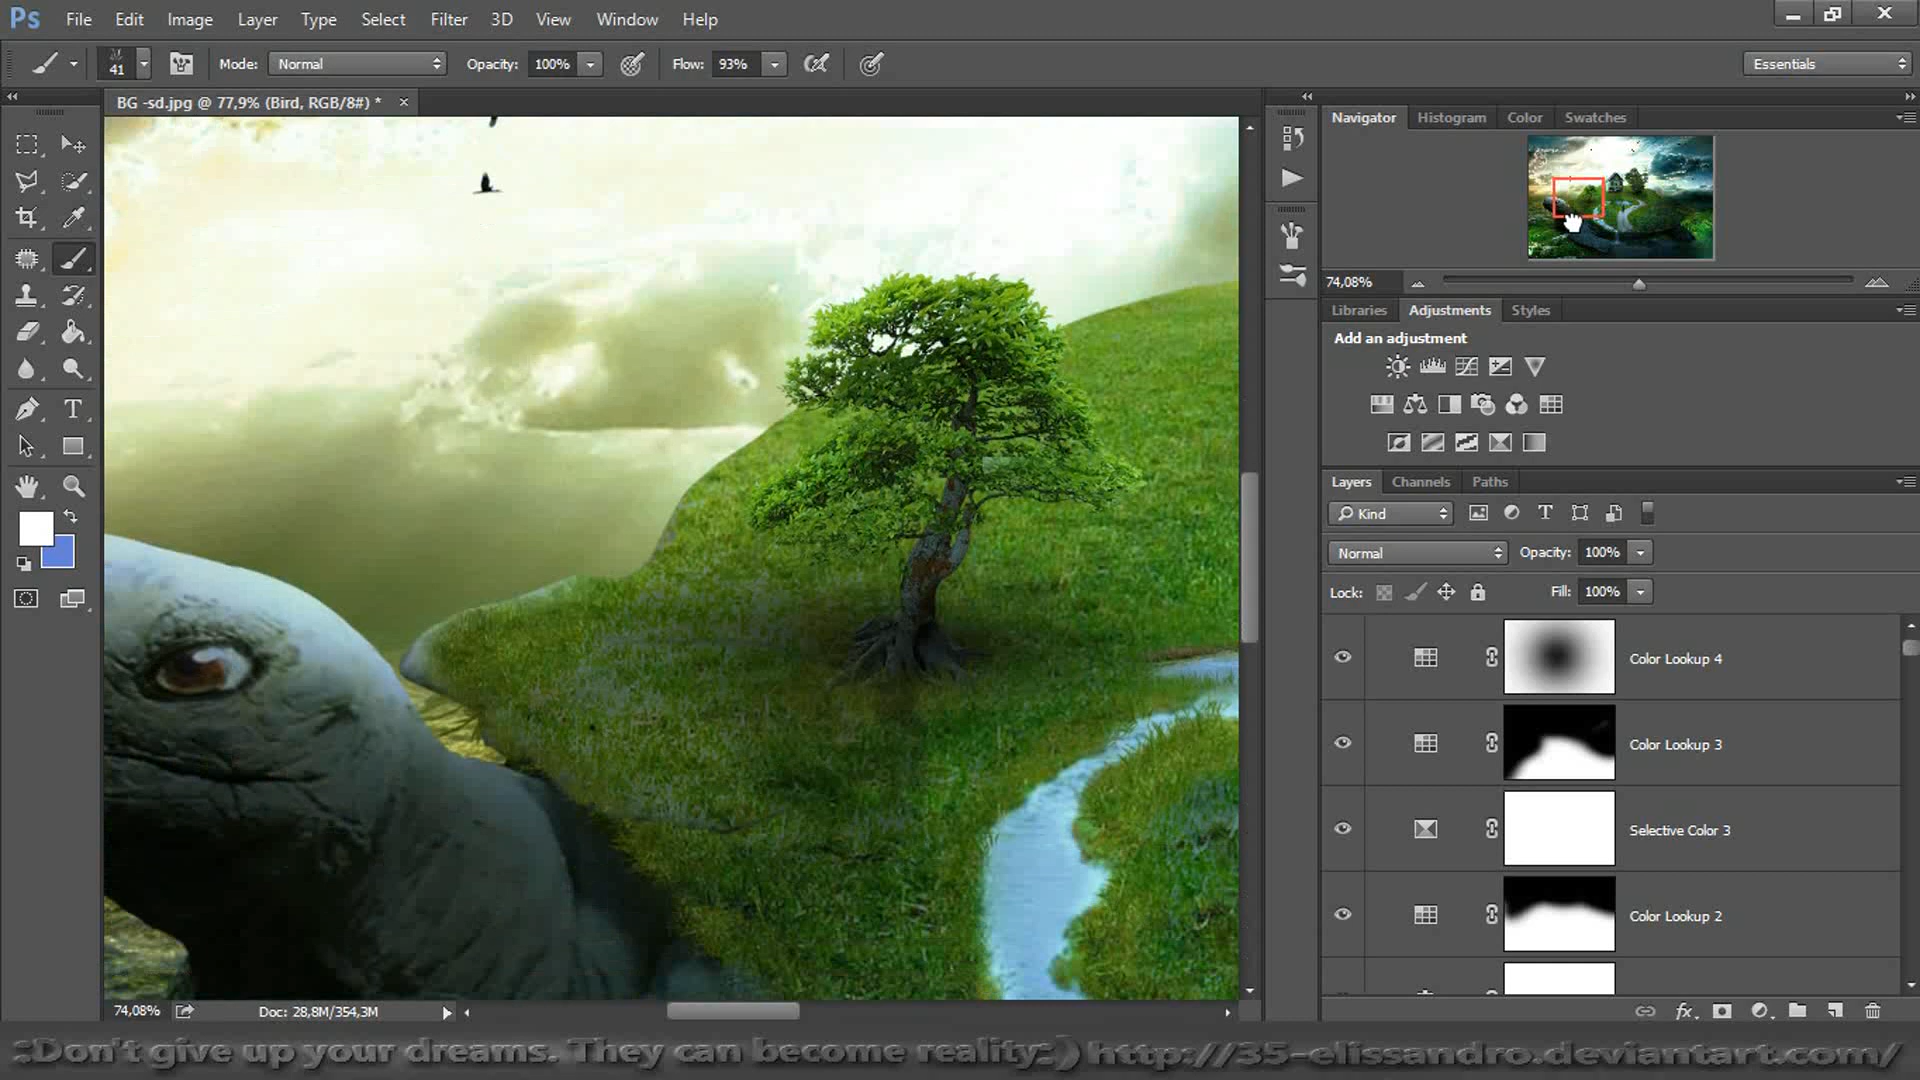 Ps File Edit Image Layer Type Select Filter 3D View Window Help
41 Mode: Normal Opacity: 100% Flow: 93% Essentials
BG -sd.jpg @ 77,9% (Bird, RGB/8#) * ×
Navigator Histogram Color Swatches
74,08%
Libraries Adjustments Styles
Add an adjustment
Layers Channels Paths
Kind
Normal Opacity: 100%
Lock: Fill: 100%
Color Lookup 4
Color Lookup 3
Selective Color 3
Color Lookup 2
74,08% Doc: 28,8M/354,3M
fx
:Don't give up your dreams. They can become reality:) http://35-elissandro.deviantart.com/